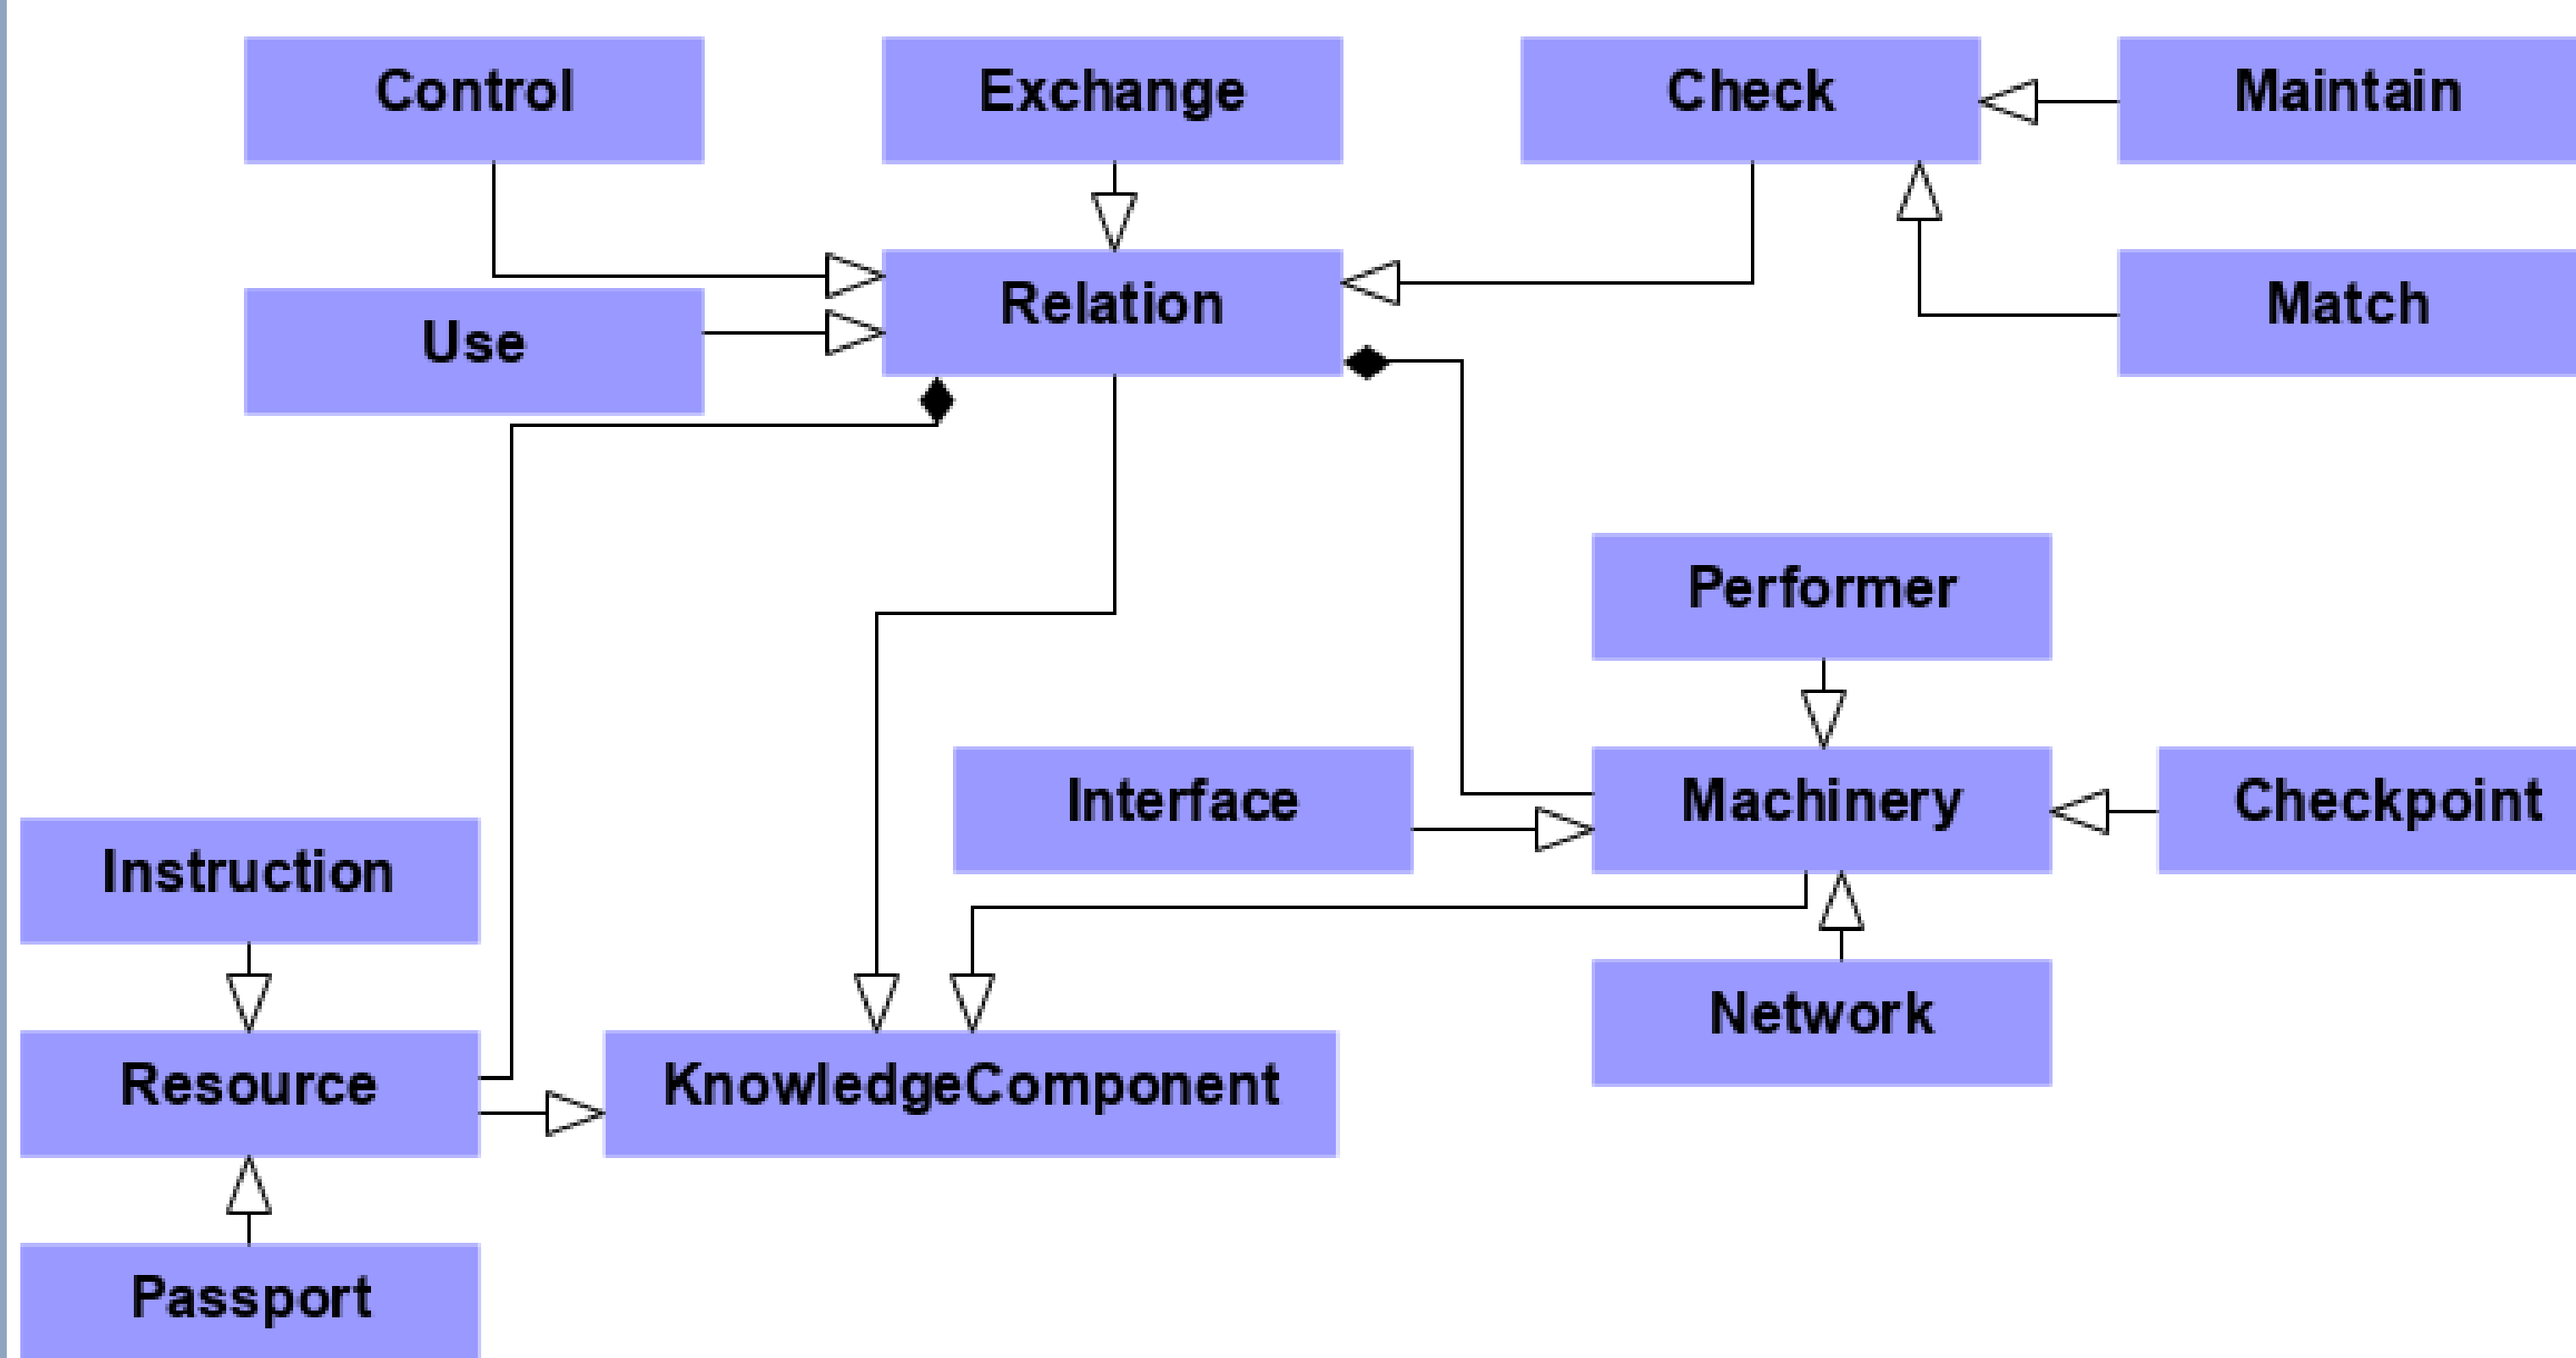 Control
Exchange
Check
Maintain
Relation
Match
Use
Performer
Interface
Machinery
Checkpoint
Instruction
Network
Resource
KnowledgeComponent
Passport